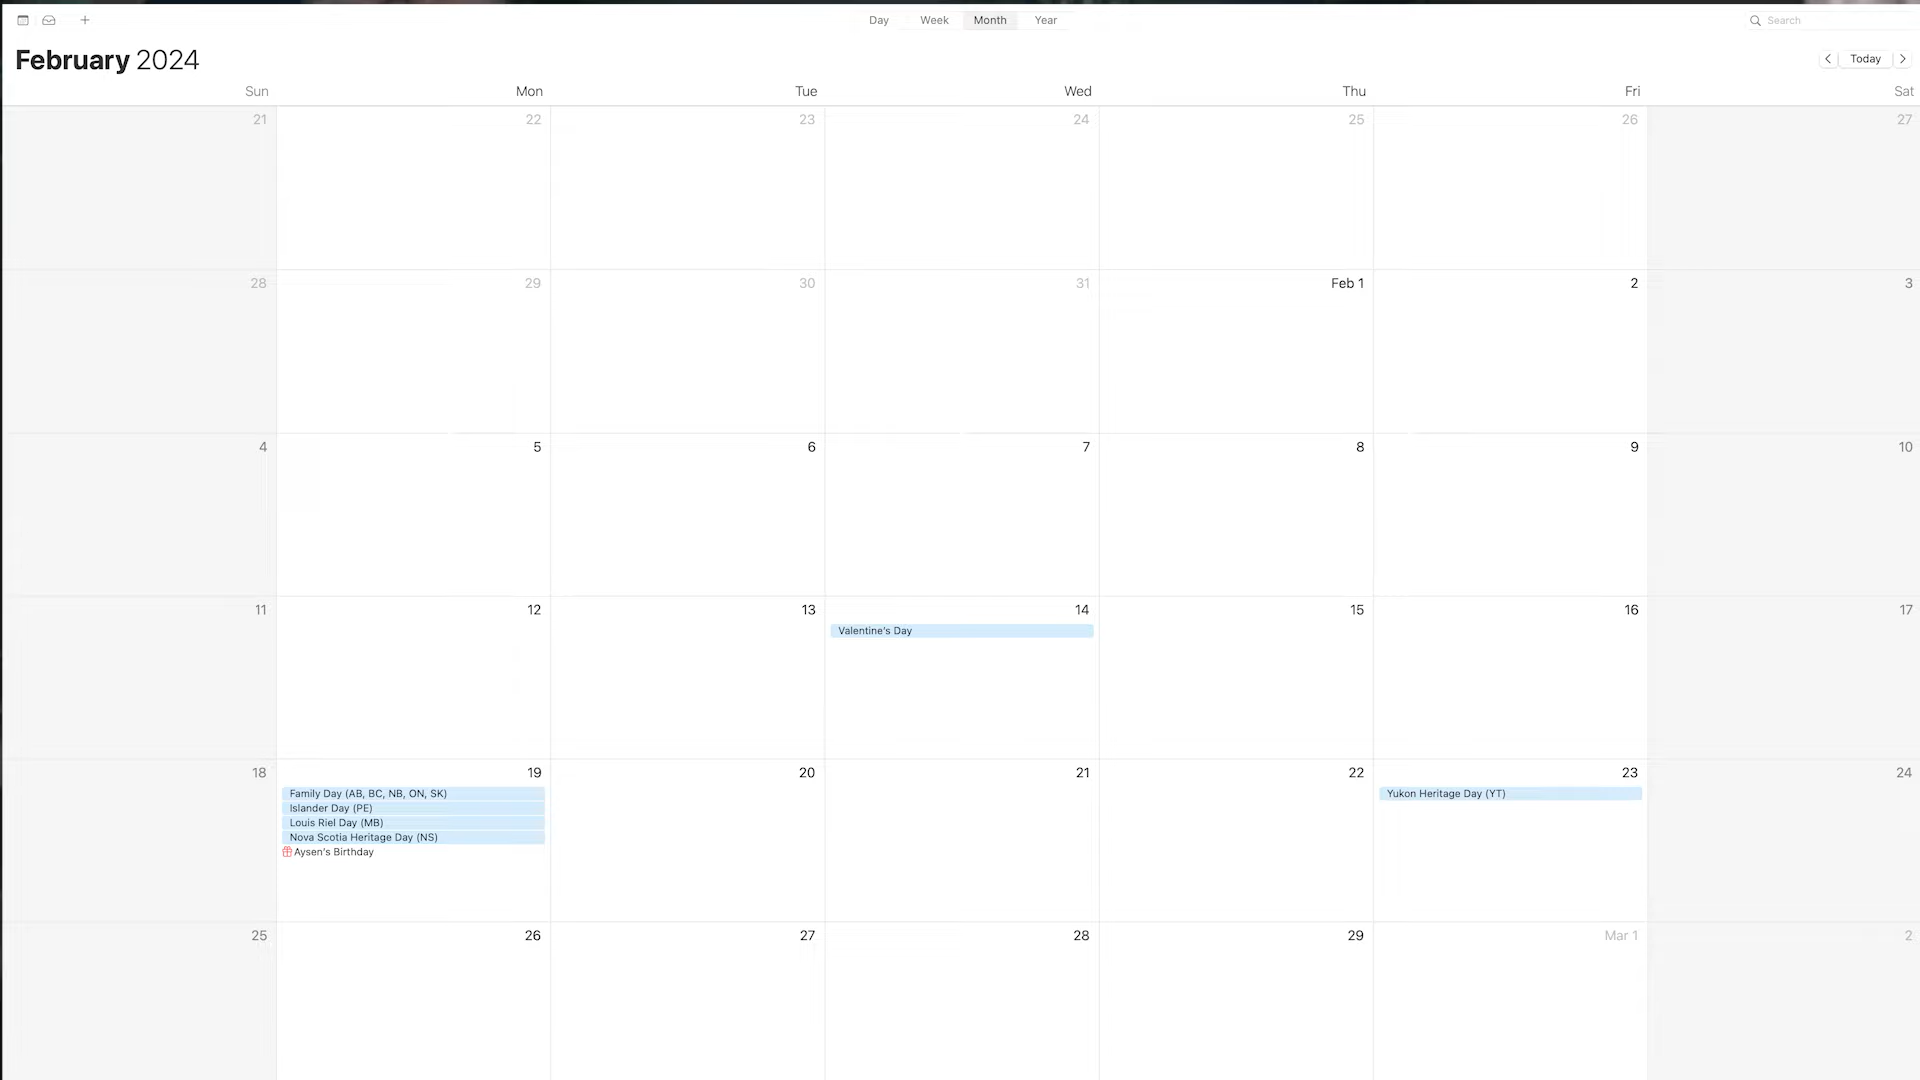 Day Week Month Year Search
February 2024
Today
Sun Mon Tue Wed Thu Fri Sat
21 22 23 24 25 26 27
28 29 30 31 Feb 1 2 3
4 5 6 7 8 9 10
11 12 13 14 15 16 17
Valentine's Day
18 19 20 21 22 23 24
Family Day (AB, BC, NB, ON, SK) Yukon Heritage Day (YT)
Islander Day (PE)
Louis Riel Day (MB)
Nova Scotia Heritage Day (NS)
Aysen's Birthday
25 26 27 28 29 Mar 1 2